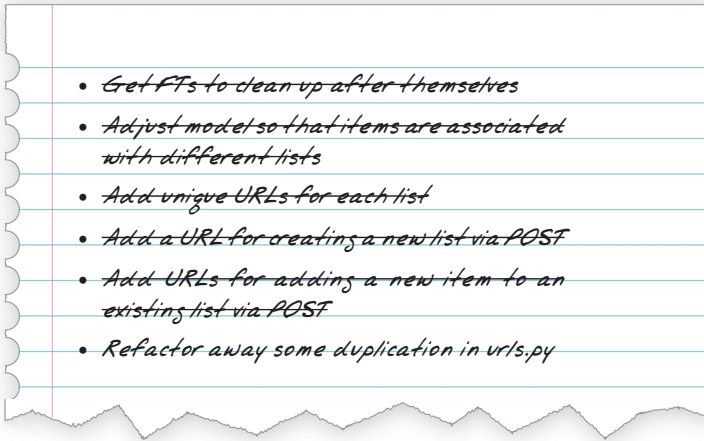 • Get FTs to clean up after themselves
• Adjust model so that items are associated
with different lists
• Add unique URLs for each list
• Add a URL for creating a new list via POST
• Add URLs for adding a new item to an
existing list via POST
• Refactor away some duplication in urls.py